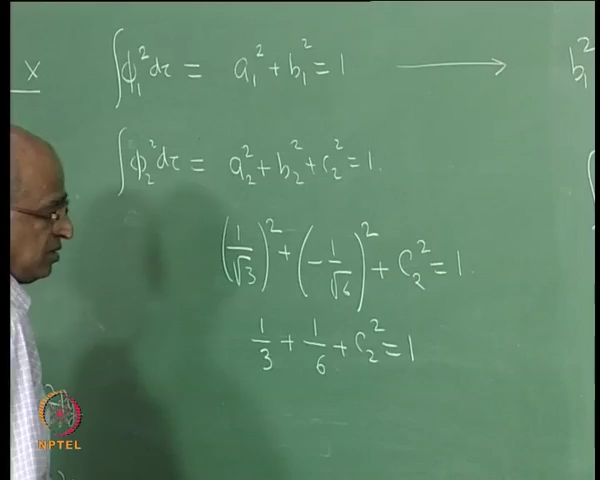 x ∫φ₁²dτ = a₁² + b₁² = 1 ⟶ b₁²
∫φ₂²dτ = a₂² + b₂² + c₂² = 1.
(1/√3)² + (-1/√6)² + c₂² = 1.
1/3 + 1/6 + c₂² = 1
NPTEL